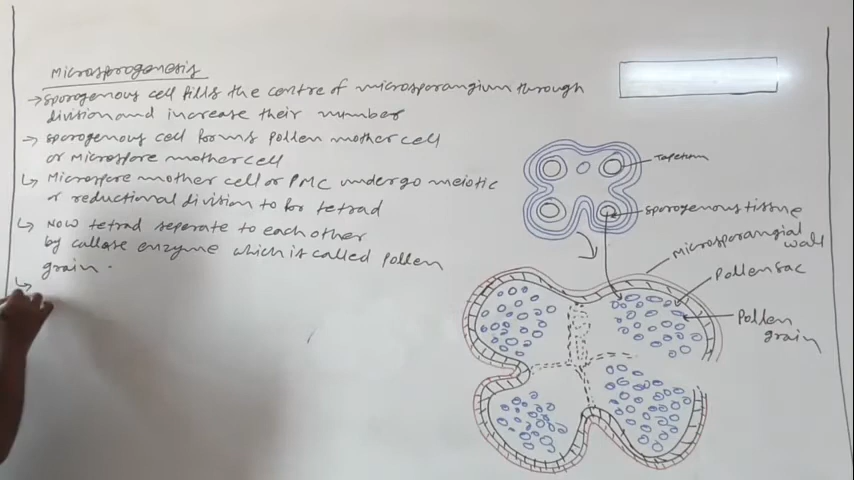 Microsporogenesis
→ sporogenous cell fills the centre of microsporangium through
division and increase their number
→ sporogenous cell forms pollen mother cell
or Microspore mother cell
↳ Microspore mother cell or PMC undergo meiotic
or reductional division to for tetrad
↳ Now tetrad separate to each other
by callase enzyme which is called pollen
grain.
↳
Tapetum
sporogenous tissue
Microsporangial
wall
Pollen sac
Pollen
grain